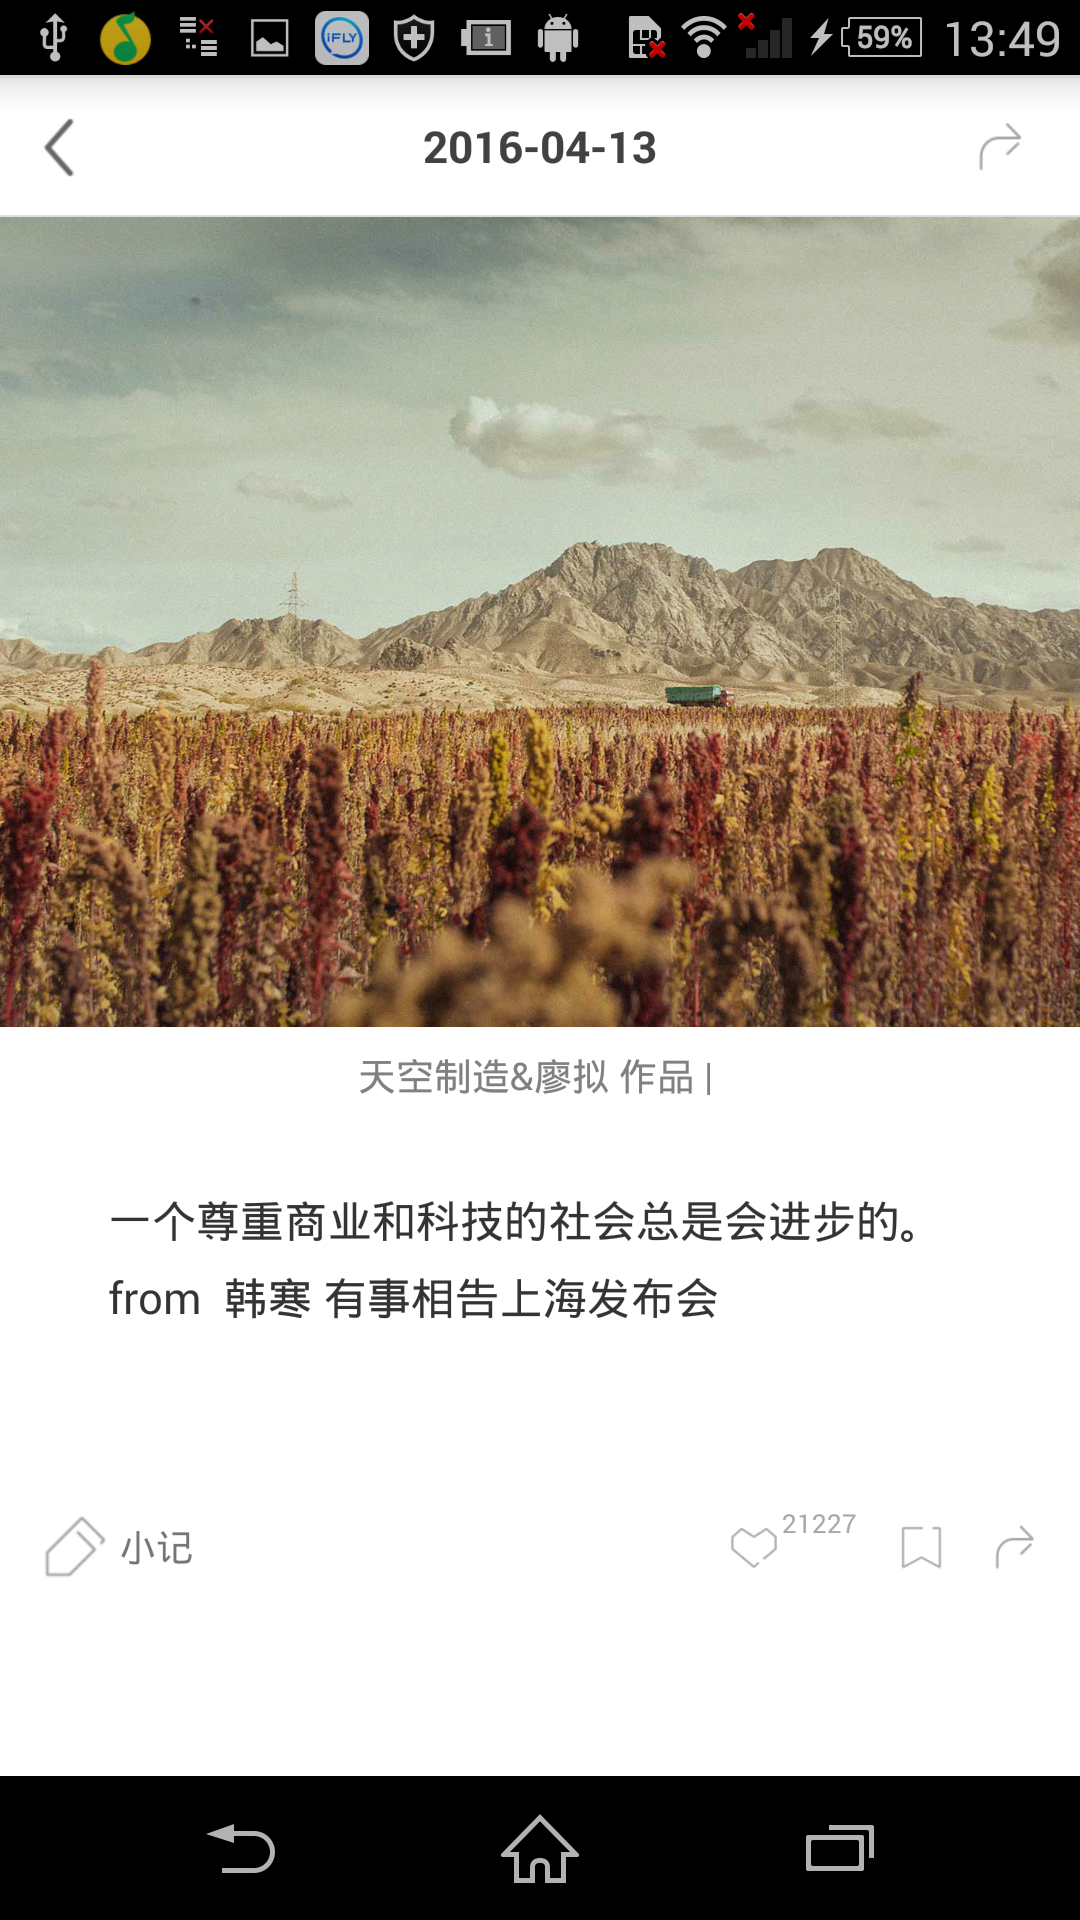 iFLY
59%
13:49
2016-04-13
天空制造&廖拟 作品 |
一个尊重商业和科技的社会总是会进步的。
from 韩寒 有事相告上海发布会
小记
21227